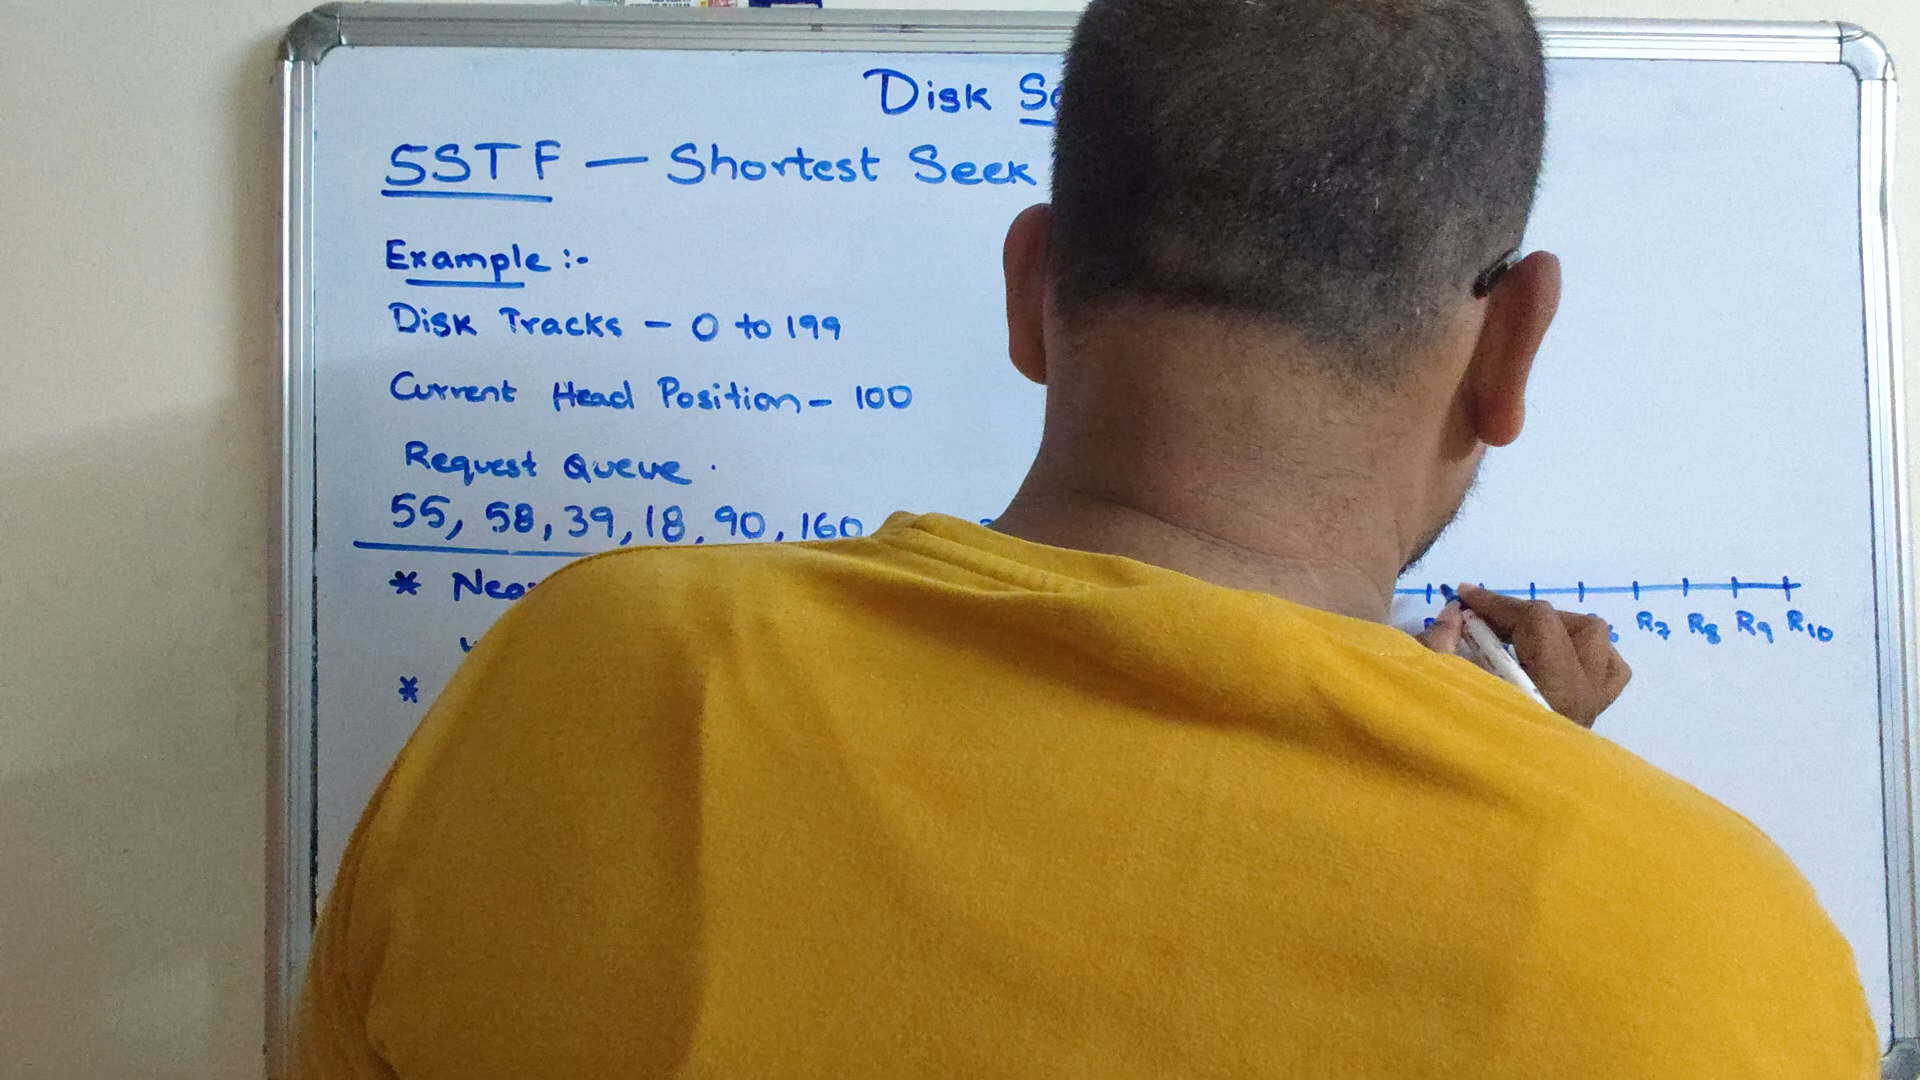 Disk
SSTF — Shortest Seek
Example :-
Disk Tracks - 0 to 199
Current Head Position - 100
Request Queue
55, 58, 39, 18, 90, 160
*
*
R7 R8 R9 R10